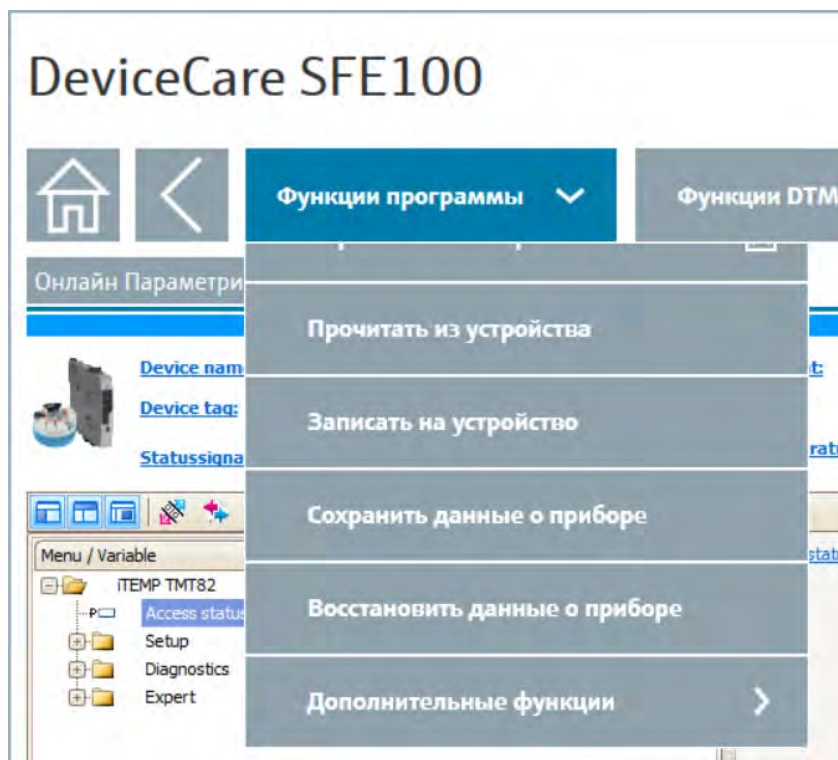 DeviceCare SFE100
Функции программы
Функции DTM
Онлайн Параметри
Прочитать из устройства
Device nam
Device tag:
Записать на устройство
Statussigna
Сохранить данные о приборе
Menu / Variable
iTEMP TMT82
Access status
Восстановить данные о приборе
Setup
Diagnostics
Expert
Дополнительные функции